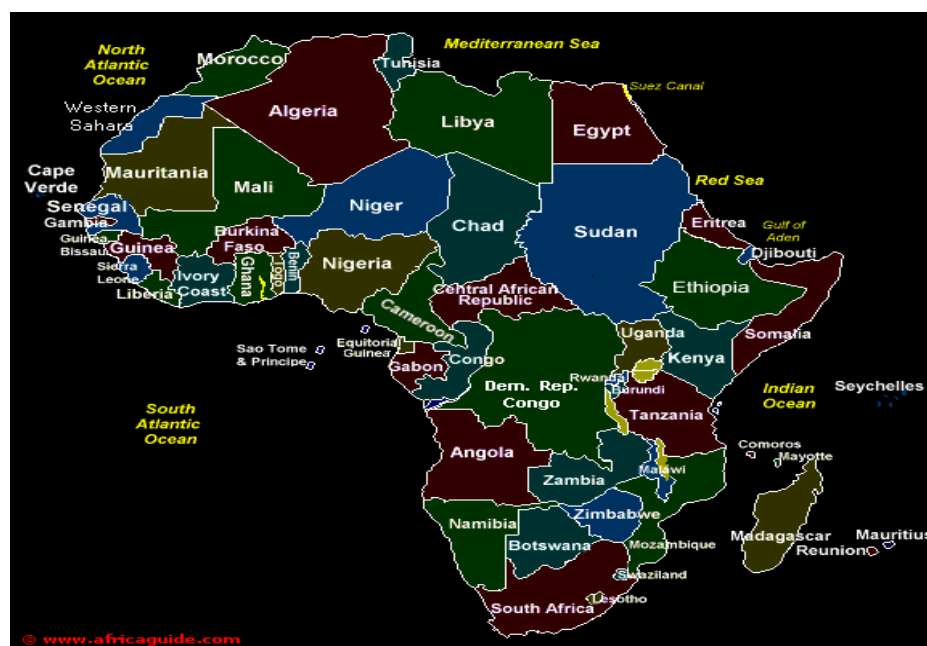 North
Atlantic
Ocean
Mediterranean Sea
Morocco
Tunisia
Suez Canal
Western
Sahara
Algeria
Libya
Egypt
Cape
Verde
Mauritania
Mali
Niger
Chad
Sudan
Red Sea
Senegal
Gambia
Guinea
Bissau
Guinea
Burkina
Faso
Eritrea
Gulf of
Aden
Djibouti
Sierra
Leone
Liberia
Ivory
Coast
Ghana
Togo
Benin
Nigeria
Central African
Republic
Ethiopia
Cameroon
Somalia
Uganda
Kenya
Equitorial
Guinea
Sao Tome
& Principe
Gabon
Congo
Dem. Rep.
Congo
Rwanda
Burundi
Tanzania
Indian
Ocean
Seychelles
South
Atlantic
Ocean
Angola
Zambia
Malawi
Comoros
Mayotte
Namibia
Zimbabwe
Botswana
Mozambique
Madagascar
Mauritius
Reunion
Swaziland
Lesotho
South Africa
© www.africaguide.com